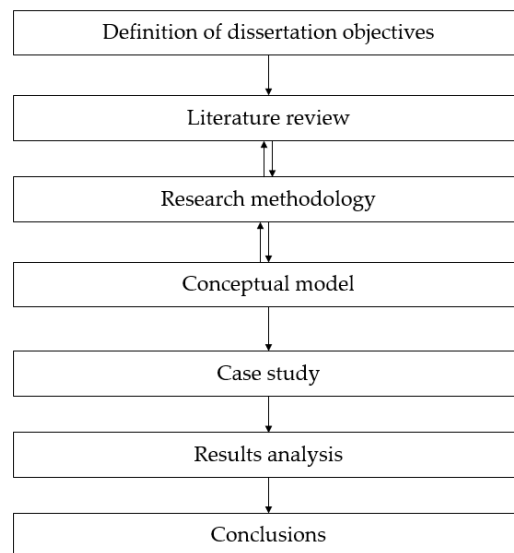 Definition of dissertation objectives
Literature review
Research methodology
Conceptual model
Case study
Results analysis
Conclusions